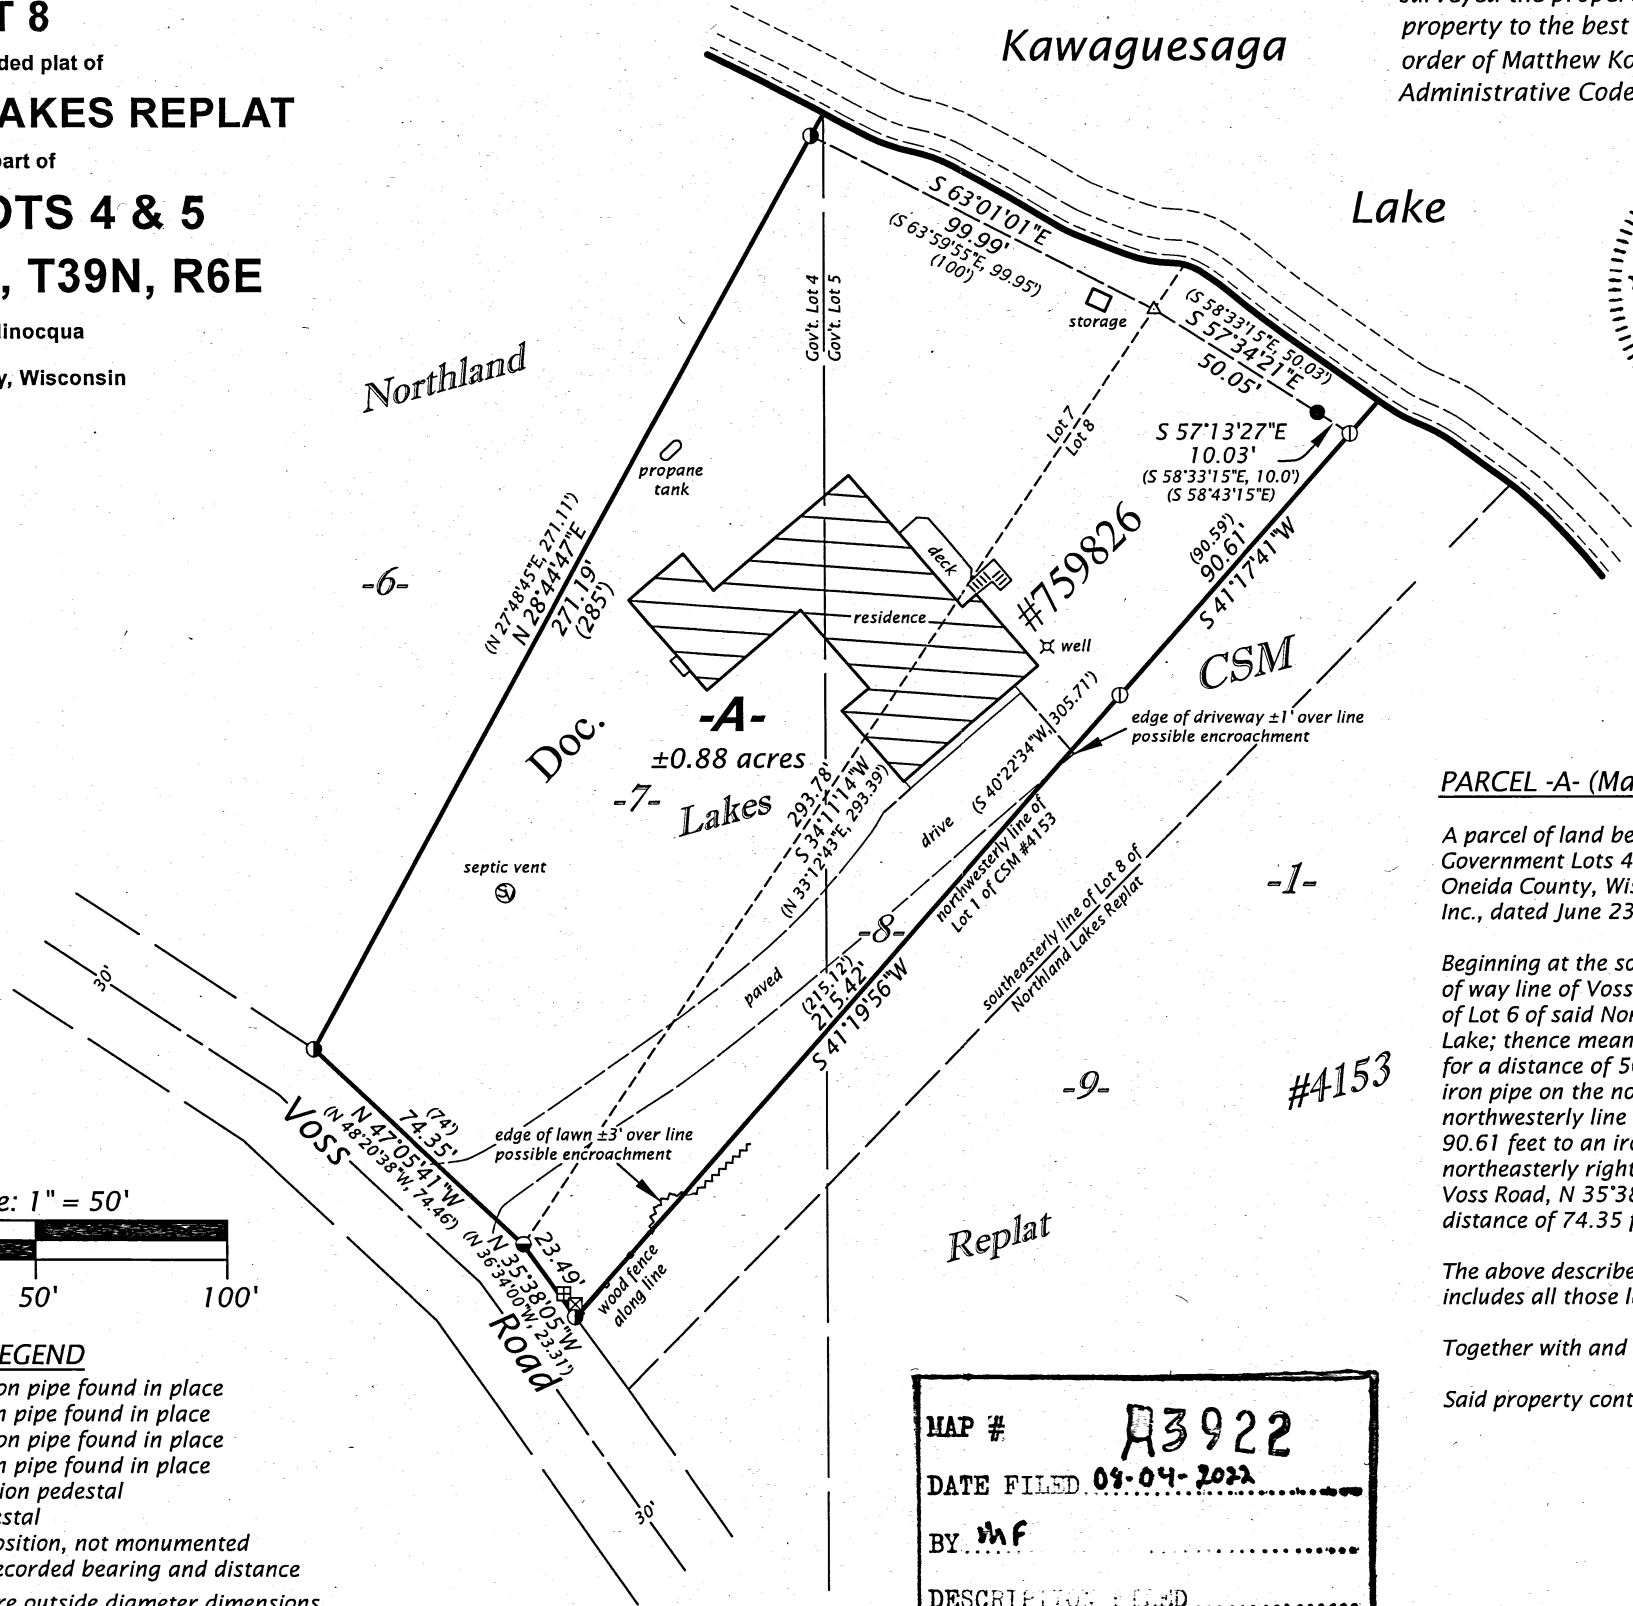 T 8
ded plat of
AKES REPLAT
part of
OTS 4 & 5
, T39N, R6E
linocqua
y, Wisconsin
Kawaguesaga
Lake
surveyed the proper
property to the best
order of Matthew Ko
Administrative Code
S 63°01'01"E
99.99'
(S 63°59'55"E, 99.95')
(100')
storage
Gov't. Lot 4
Gov't. Lot 5
(S 58°33'15"E, 50.03')
S 57°34'21"E
50.05'
Northland
Lot 7
Lot 8
S 57°13'27"E
10.03'
(S 58°33'15"E, 10.0')
(S 58°43'15"E)
propane
tank
(N 27°48'45"E, 271.11')
N 28°44'47"E
271.19'
(285')
-6-
deck
residence
#759826
(90.59')
90.61'
S 41°17'41"W
well
CSM
Doc.
-A-
±0.88 acres
-7-
Lakes
edge of driveway ±1' over line
possible encroachment
293.78'
S 34°11'14"W
(N 33°12'43"E, 293.39')
(S 40°22'34"W, 305.71')
drive
northwesterly line of
Lot 1 of CSM #4153
septic vent
SV
-1-
-8-
southeasterly line of Lot 8 of
Northland Lakes Replat
paved
(215.12')
215.42'
S 41°19'56"W
30'
-9-
#4153
Voss
(74')
74.35'
N 47°05'41"W
(N 48°20'38"W, 74.46')
edge of lawn ±3' over line
possible encroachment
23.49'
N 35°38'05"W
(N 36°34'00"W, 23.31')
wood fence
along line
Road
Replat
30'
e: 1" = 50'
50'
100'
EGEND
on pipe found in place
n pipe found in place
on pipe found in place
n pipe found in place
ion pedestal
estal
osition, not monumented
ecorded bearing and distance
re outside diameter dimensions
PARCEL -A- (Ma
A parcel of land be
Government Lots 4
Oneida County, Wis
Inc., dated June 23
Beginning at the so
of way line of Voss
of Lot 6 of said Nor
Lake; thence mean
for a distance of 50
iron pipe on the no
northwesterly line
90.61 feet to an iro
northeasterly right
Voss Road, N 35°38
distance of 74.35 f
The above describe
includes all those l
Together with and
Said property cont
MAP # A3922
DATE FILED 08-04-2022
BY MF
DESCRIPTION FILED